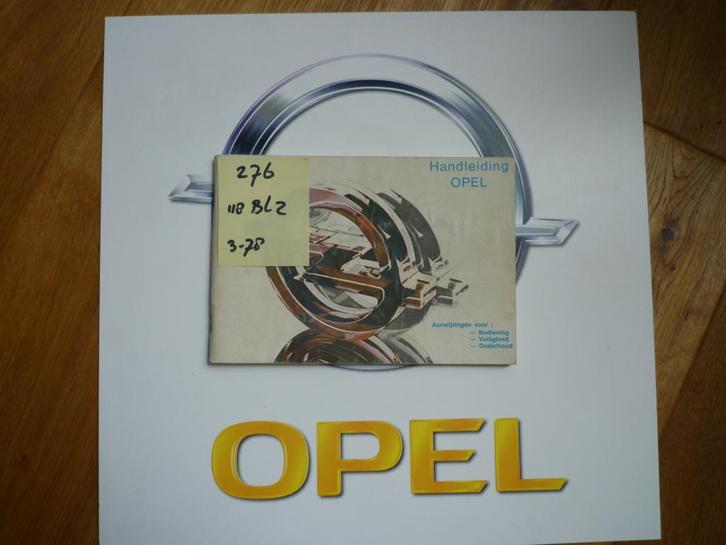 276
118 BLZ
3-78
Handleiding
OPEL
Aanwijzingen voor :
— Bediening
— Veiligheid
— Onderhoud
OPEL